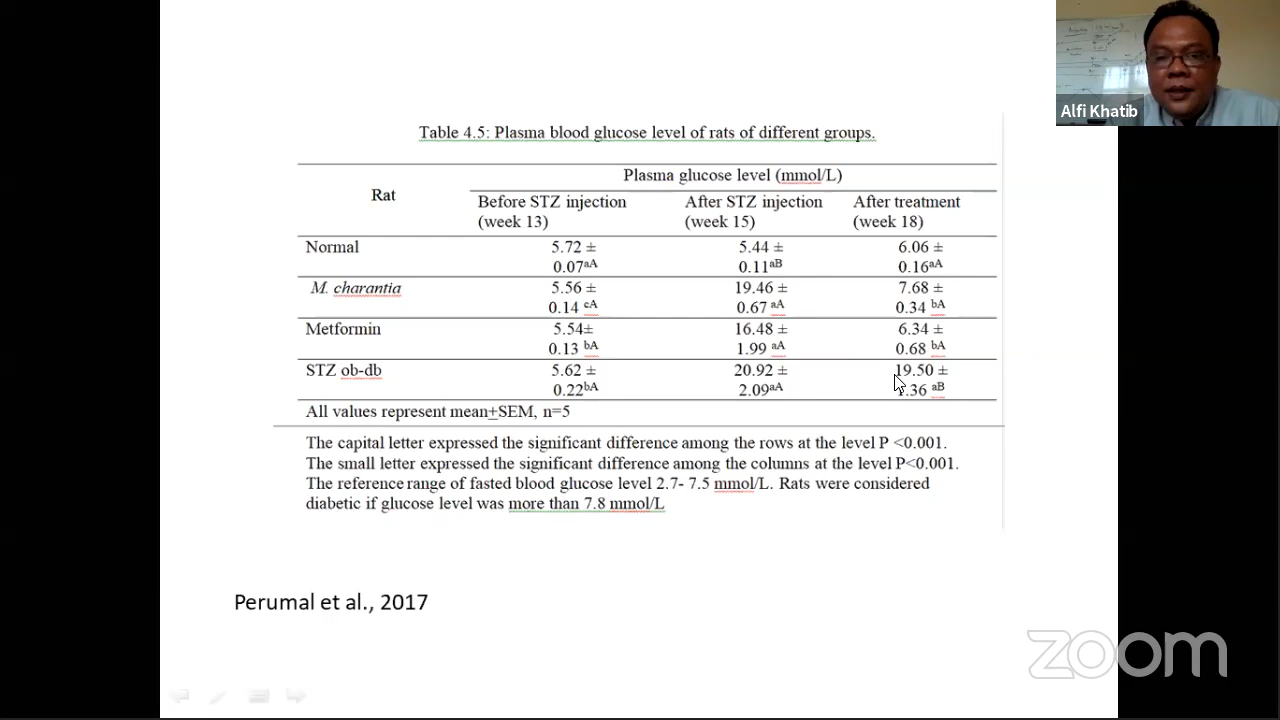 Alfi Khatib
Table 4.5: Plasma blood glucose level of rats of different groups.
Rat
Plasma glucose level (mmol/L)
Before STZ injection (week 13)
After STZ injection (week 15)
After treatment (week 18)
Normal 5.72 ± 0.07aA 5.44 ± 0.11aB 6.06 ± 0.16aA
M. charantia 5.56 ± 0.14 cA 19.46 ± 0.67 aA 7.68 ± 0.34 bA
Metformin 5.54± 0.13 bA 16.48 ± 1.99 aA 6.34 ± 0.68 bA
STZ ob-db 5.62 ± 0.22bA 20.92 ± 2.09aA 19.50 ± 1.36 aB
All values represent mean±SEM, n=5
The capital letter expressed the significant difference among the rows at the level P <0.001.
The small letter expressed the significant difference among the columns at the level P<0.001.
The reference range of fasted blood glucose level 2.7- 7.5 mmol/L. Rats were considered
diabetic if glucose level was more than 7.8 mmol/L
Perumal et al., 2017
zoom